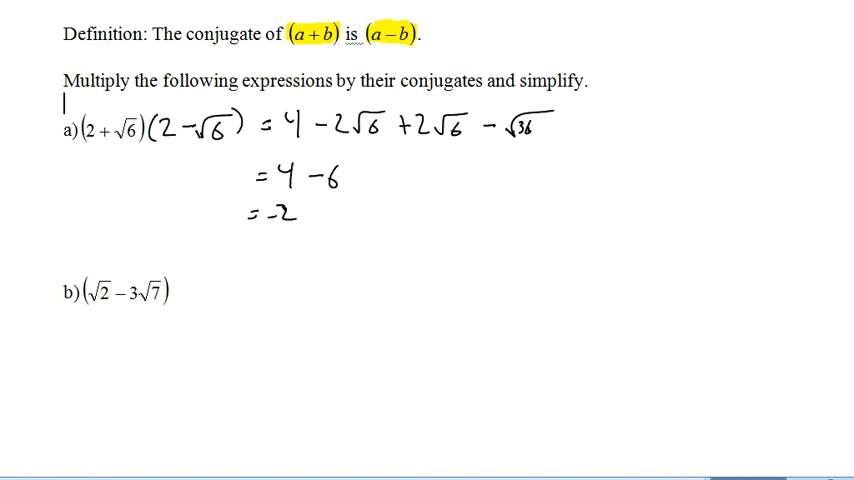 Definition: The conjugate of (a + b) is (a − b).
Multiply the following expressions by their conjugates and simplify.
a) (2 + √6)(2 − √6) = 4 − 2√6 + 2√6 − √36
= 4 − 6
= −2
b) (√2 − 3√7)